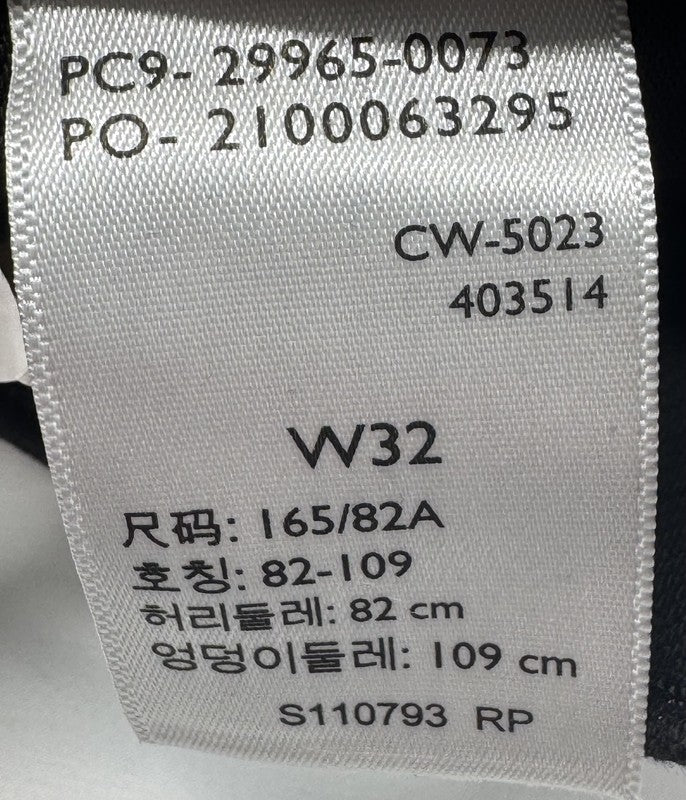 PC9- 29965-0073
PO- 2100063295
CW-5023
403514
W32
尺码: 165/82A
호칭: 82-109
허리둘레: 82 cm
엉덩이둘레: 109 cm
S110793 RP